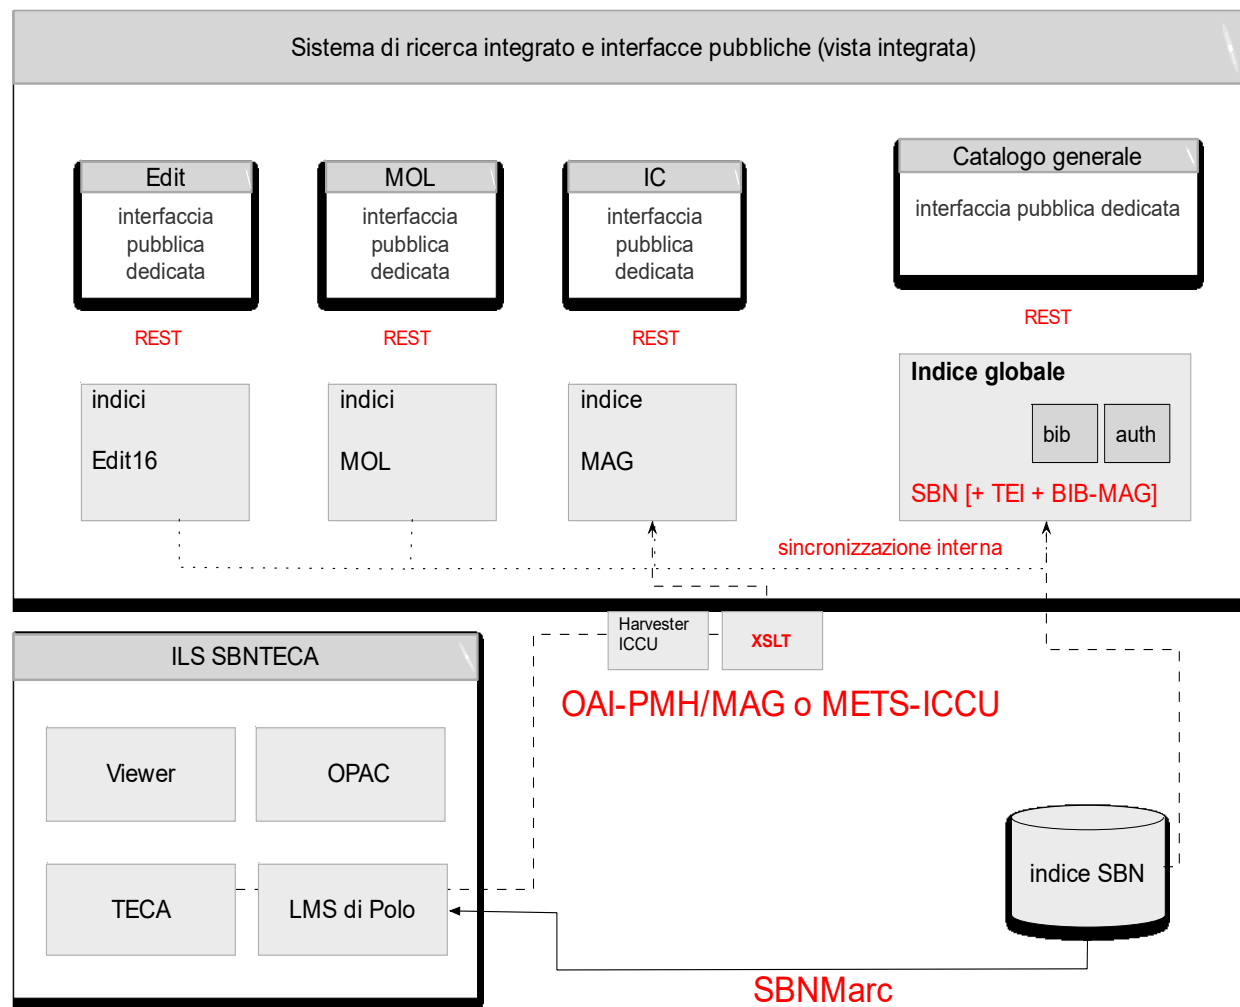 Sistema di ricerca integrato e interfacce pubbliche (vista integrata)
Edit
interfaccia
pubblica
dedicata
REST
indici
Edit16
MOL
interfaccia
pubblica
dedicata
REST
indici
MOL
IC
interfaccia
pubblica
dedicata
REST
indice
MAG
Catalogo generale
interfaccia pubblica dedicata
REST
Indice globale
bib
auth
SBN [+ TEI + BIB-MAG]
sincronizzazione interna
Harvester
ICCU
XSLT
OAI-PMH/MAG o METS-ICCU
ILS SBNTECA
Viewer
OPAC
TECA
LMS di Polo
indice SBN
SBNMarc